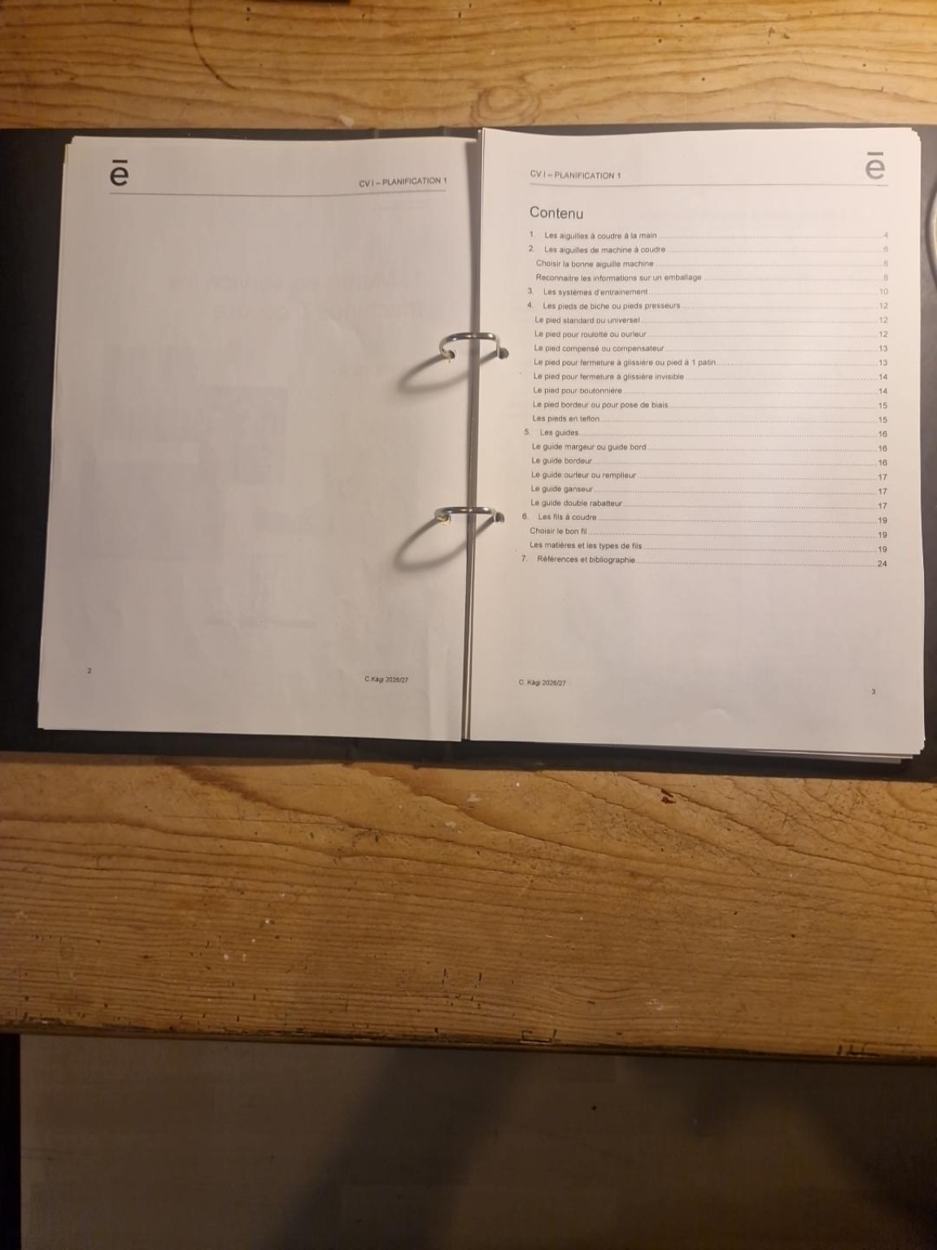 ē
CV I – PLANIFICATION 1
2
C.Kägi 2026/27
CV I – PLANIFICATION 1
ē
Contenu
1. Les aiguilles à coudre à la main 4
2. Les aiguilles de machine à coudre 6
Choisir la bonne aiguille machine 8
Reconnaitre les informations sur un emballage 8
3. Les systèmes d'entrainement 10
4. Les pieds de biche ou pieds presseurs 12
Le pied standard ou universel 12
Le pied pour roulotté ou ourleur 12
Le pied compensé ou compensateur 13
Le pied pour fermeture à glissière ou pied à 1 patin 13
Le pied pour fermeture à glissière invisible 14
Le pied pour boutonnière 14
Le pied bordeur ou pour pose de biais 15
Les pieds en teflon 15
5. Les guides 16
Le guide margeur ou guide bord 16
Le guide bordeur 16
Le guide ourleur ou remplieur 17
Le guide ganseur 17
Le guide double rabatteur 17
6. Les fils à coudre 19
Choisir le bon fil 19
Les matières et les types de fils 19
7. Références et bibliographie 24
C. Kägi 2026/27
3